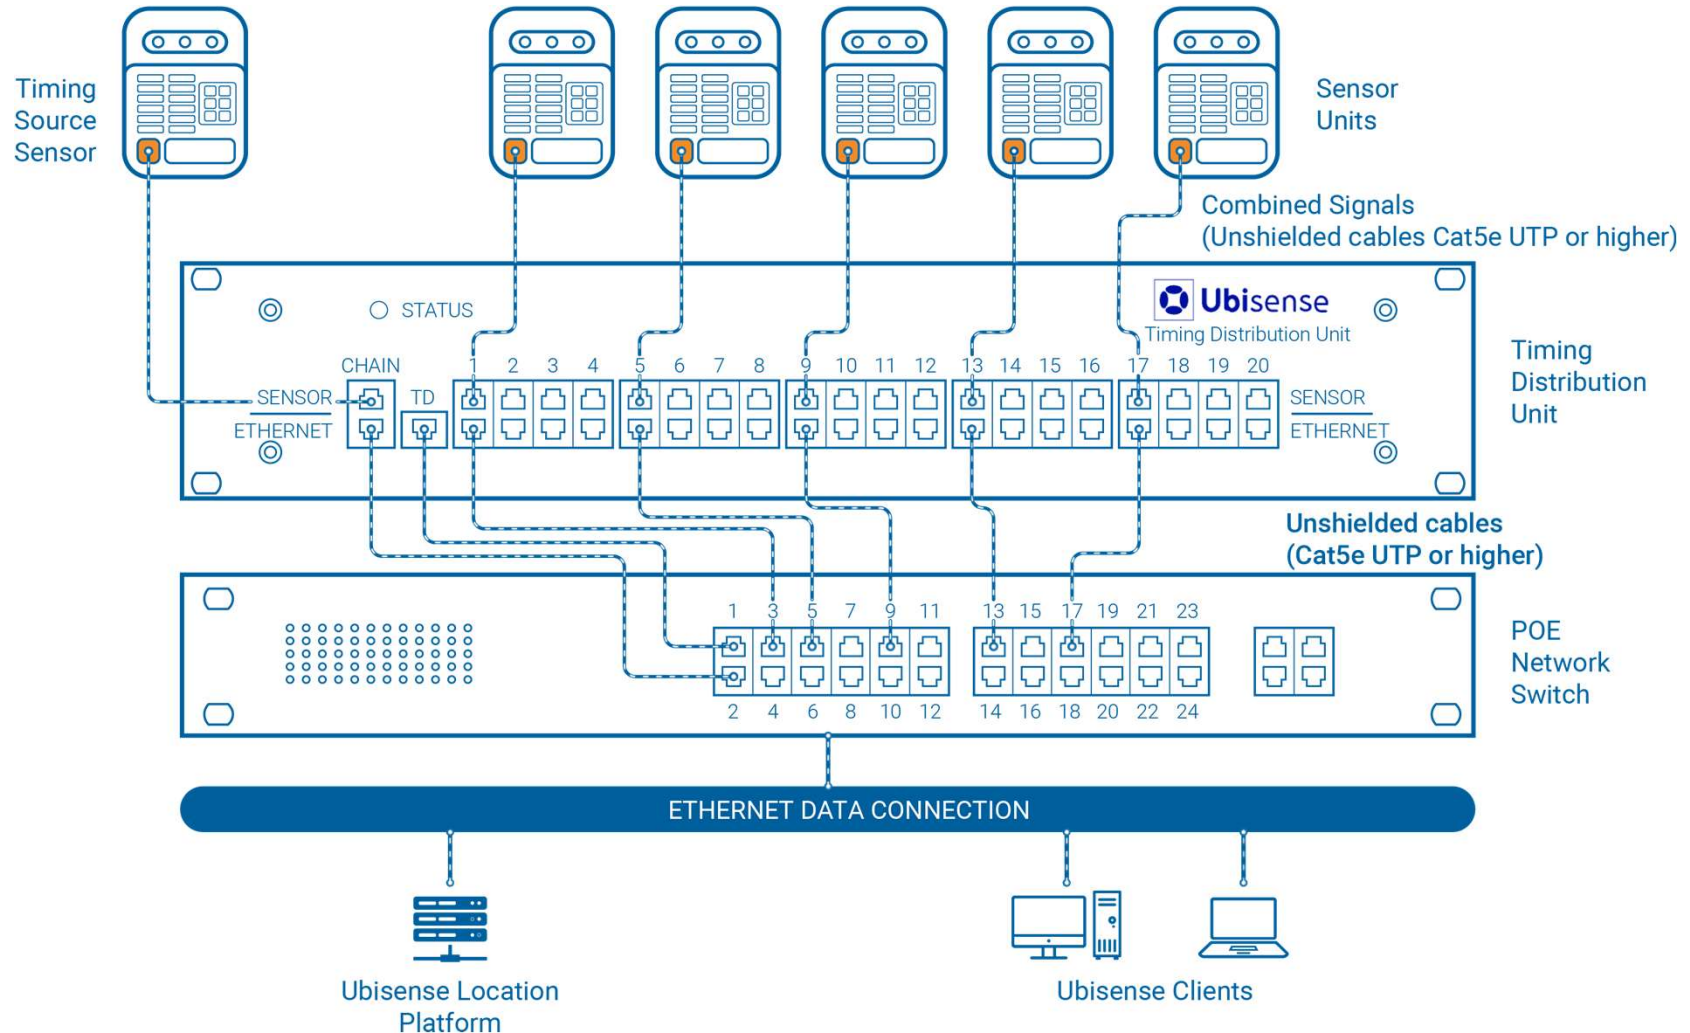 Timing
Source
Sensor
Sensor
Units
Combined Signals
(Unshielded cables Cat5e UTP or higher)
STATUS
Ubisense
Timing Distribution Unit
CHAIN
SENSOR
ETHERNET
TD
1 2 3 4 5 6 7 8 9 10 11 12 13 14 15 16 17 18 19 20
SENSOR
ETHERNET
Timing
Distribution
Unit
Unshielded cables
(Cat5e UTP or higher)
1 3 5 7 9 11 13 15 17 19 21 23
2 4 6 8 10 12 14 16 18 20 22 24
POE
Network
Switch
ETHERNET DATA CONNECTION
Ubisense Location
Platform
Ubisense Clients